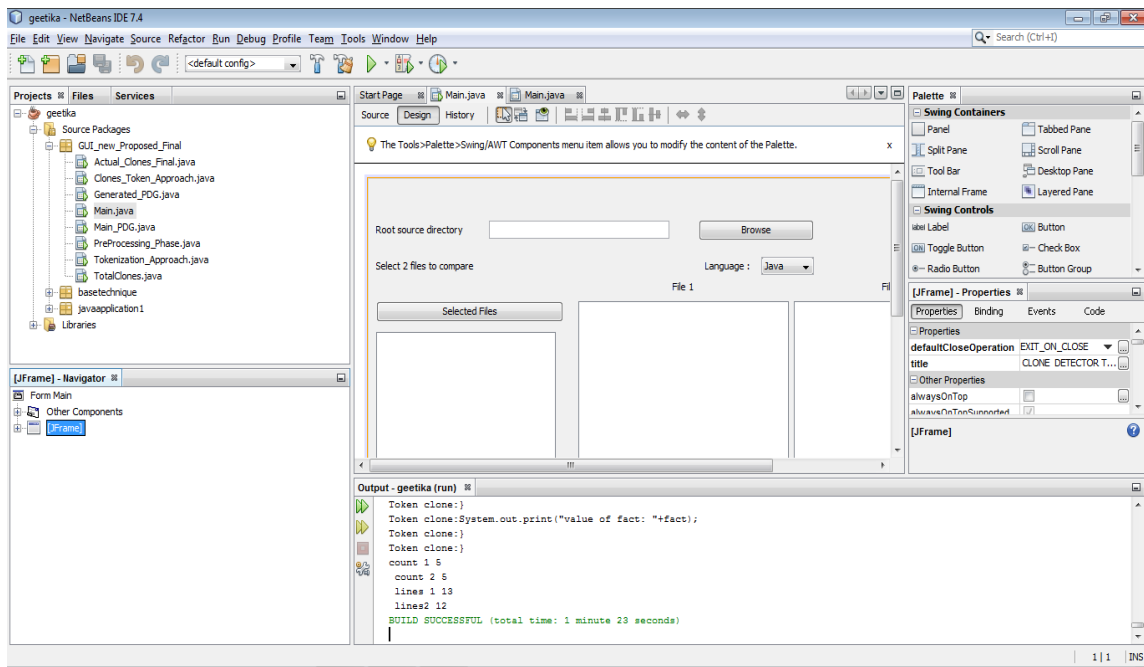 geetika - NetBeans IDE 7.4
File Edit View Navigate Source Refactor Run Debug Profile Team Tools Window Help
Search (Ctrl+I)
<default config>
Projects Files Services
geetika
Source Packages
GUI_new_Proposed_Final
Actual_Clones_Final.java
Clones_Token_Approach.java
Generated_PDG.java
Main.java
Main_PDG.java
PreProcessing_Phase.java
Tokenization_Approach.java
TotalClones.java
basetechnique
javaapplication1
Libraries
[JFrame] - Navigator
Form Main
Other Components
[JFrame]
Start Page Main.java Main.java
Source Design History
The Tools>Palette>Swing/AWT Components menu item allows you to modify the content of the Palette. x
Root source directory Browse
Select 2 files to compare Language : Java
File 1 Fil
Selected Files
Output - geetika (run)
Token clone:}
Token clone:System.out.print("value of fact: "+fact);
Token clone:}
Token clone:}
count 1 5
count 2 5
lines 1 13
lines2 12
BUILD SUCCESSFUL (total time: 1 minute 23 seconds)
Palette
Swing Containers
Panel Tabbed Pane
Split Pane Scroll Pane
Tool Bar Desktop Pane
Internal Frame Layered Pane
Swing Controls
label Label OK Button
ON Toggle Button Check Box
Radio Button Button Group
[JFrame] - Properties
Properties Binding Events Code
Properties
defaultCloseOperation EXIT_ON_CLOSE ...
title CLONE DETECTOR T... ...
Other Properties
alwaysOnTop ...
alwaysOnTopSupported
[JFrame] ?
1 | 1 INS